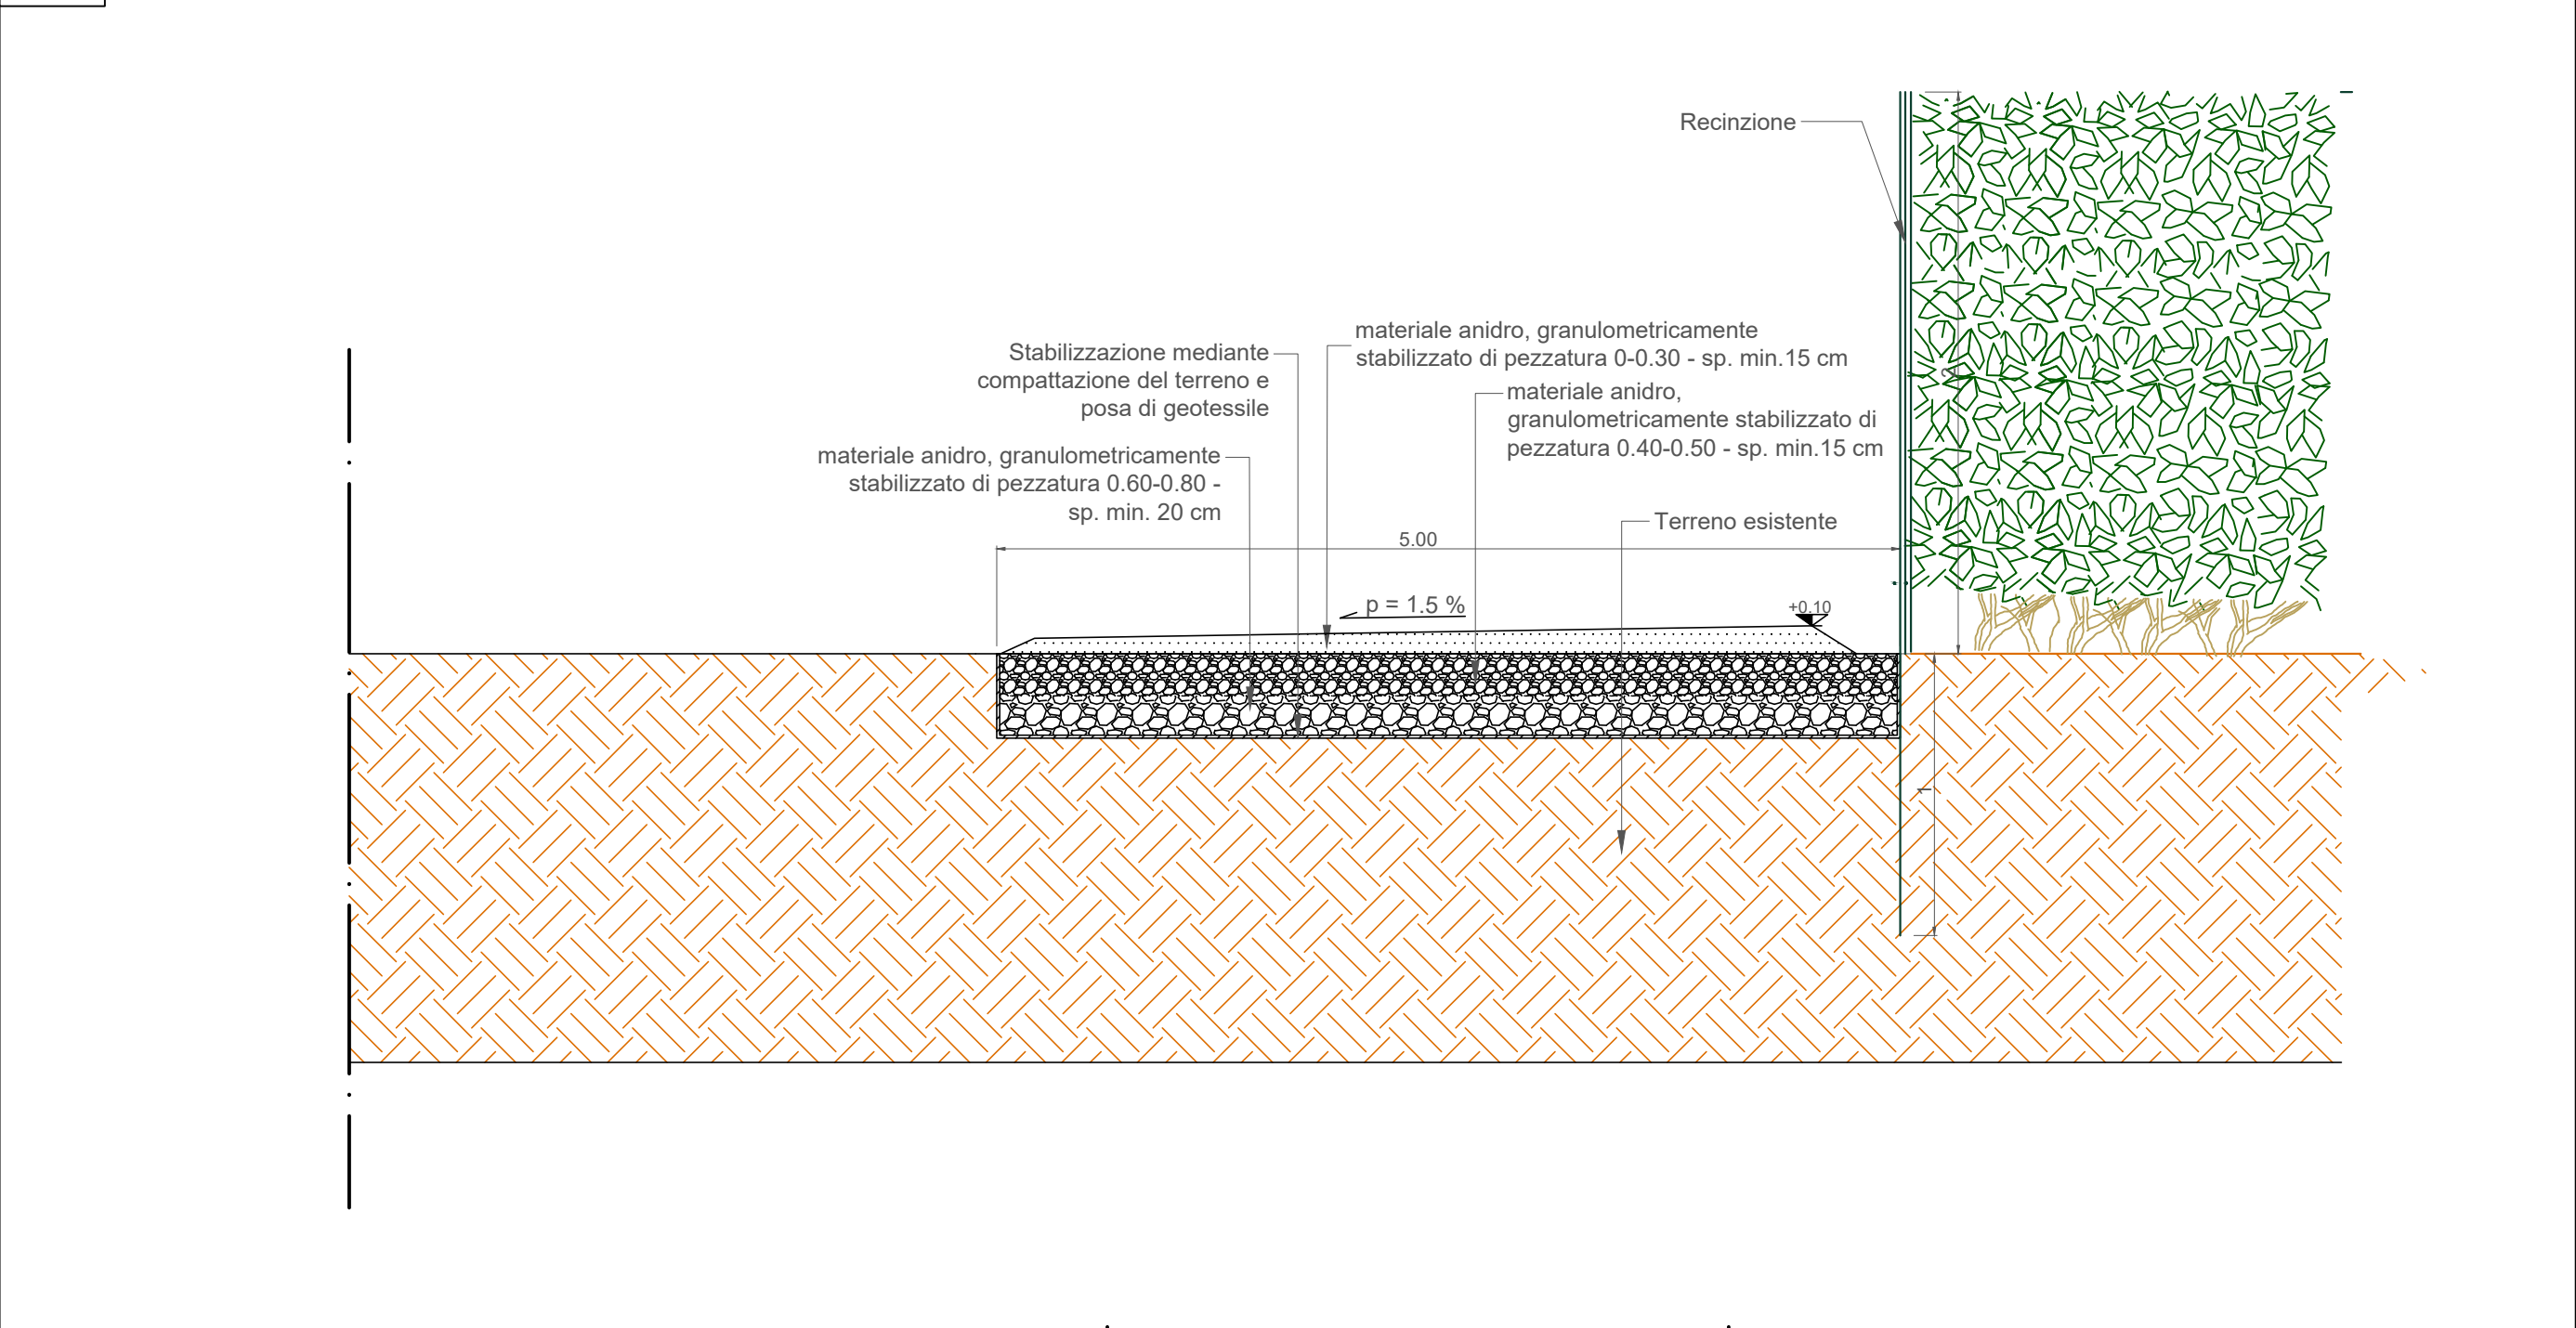 Recinzione
Stabilizzazione mediante
compattazione del terreno e
posa di geotessile
materiale anidro, granulometricamente
stabilizzato di pezzatura 0-0.30 - sp. min.15 cm
materiale anidro,
granulometricamente stabilizzato di
pezzatura 0.40-0.50 - sp. min.15 cm
materiale anidro, granulometricamente
stabilizzato di pezzatura 0.60-0.80 -
sp. min. 20 cm
Terreno esistente
5.00
p = 1.5 %
+0.10
2
1